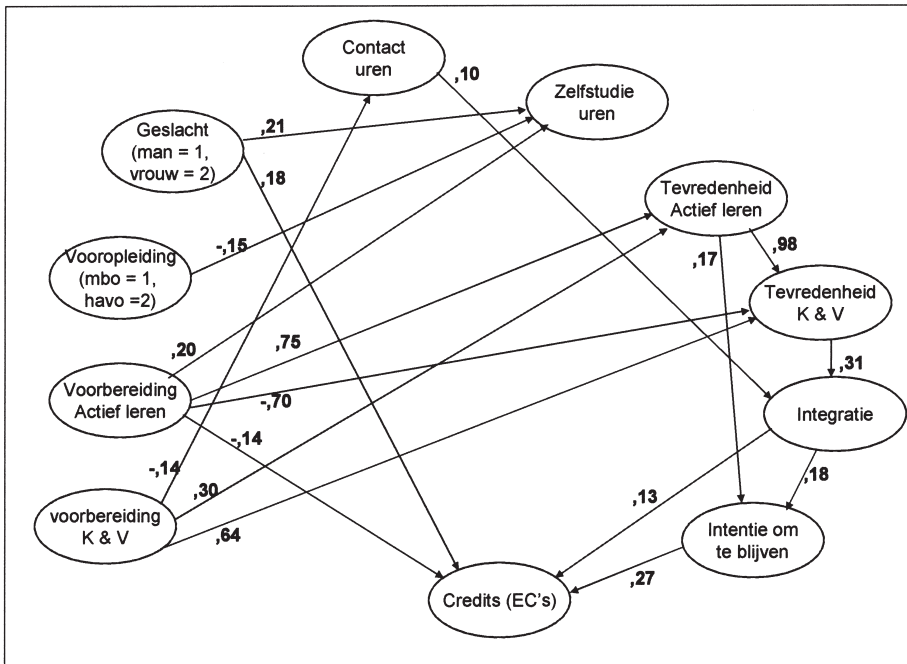 Contact
uren
,10
Zelfstudie
uren
Geslacht
(man = 1,
vrouw = 2)
,21
,18
Tevredenheid
Actief leren
Vooropleiding
(mbo = 1,
havo =2)
-,15
,17
,98
Tevredenheid
K & V
,20
,75
,31
Voorbereiding
Actief leren
-,70
Integratie
-,14
-,14
,30
,18
voorbereiding
K & V
,64
,13
Intentie om
te blijven
,27
Credits (EC's)